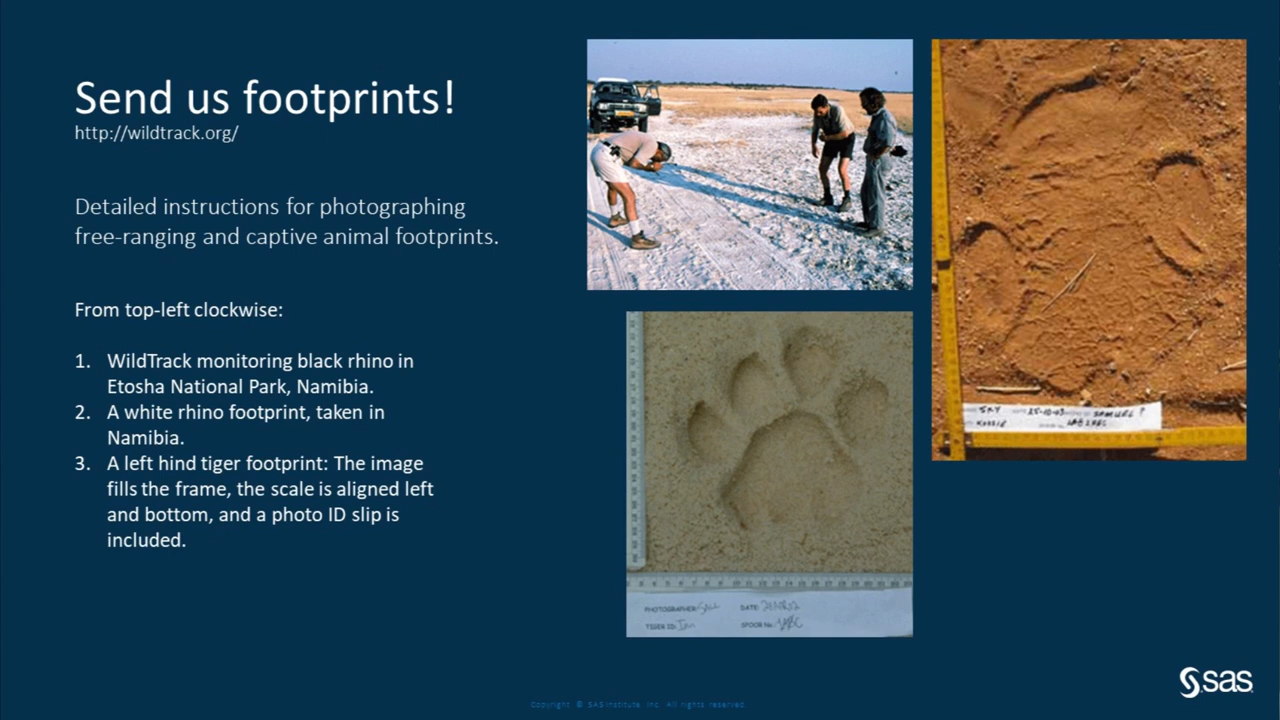 Send us footprints!
http://wildtrack.org/
Detailed instructions for photographing
free-ranging and captive animal footprints.
From top-left clockwise:
1. WildTrack monitoring black rhino in
Etosha National Park, Namibia.
2. A white rhino footprint, taken in
Namibia.
3. A left hind tiger footprint: The image
fills the frame, the scale is aligned left
and bottom, and a photo ID slip is
included.
PHOTOGRAPHER: DATE:
TIGER ID: SPOOR No.:
sas
Copyright © SAS Institute Inc. All rights reserved.